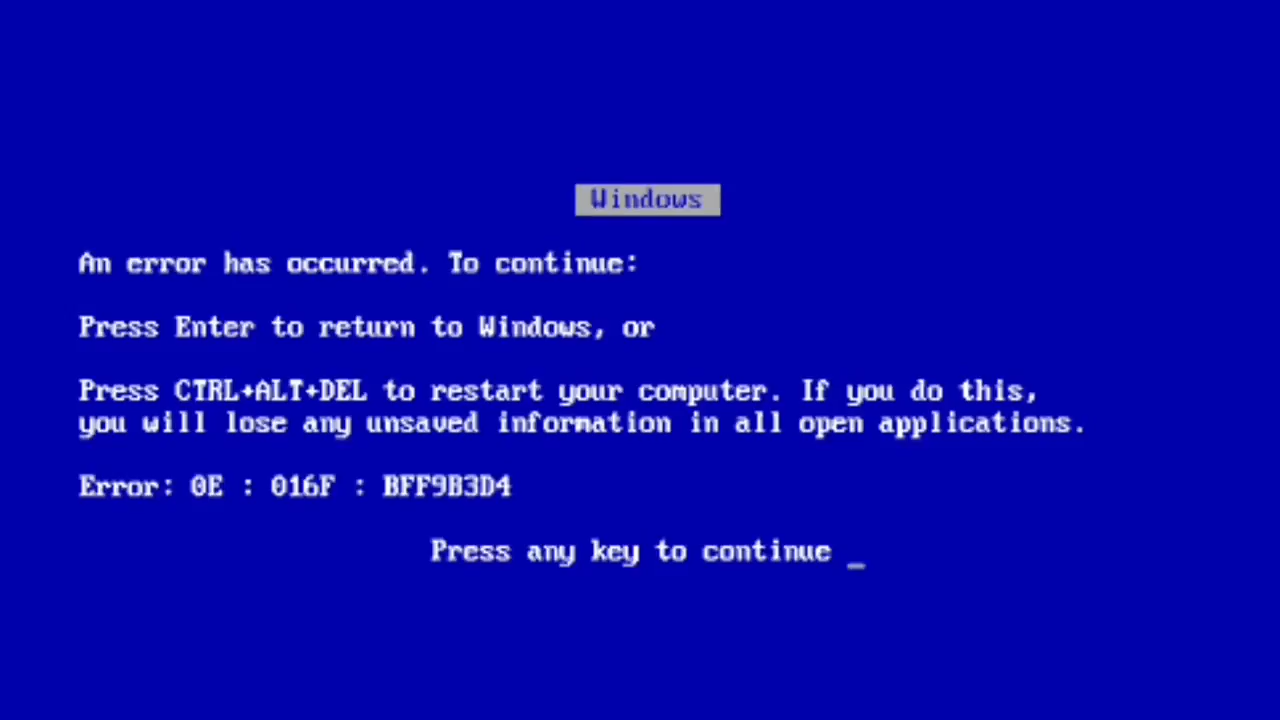 Windows
An error has occurred. To continue:
Press Enter to return to Windows, or
Press CTRL+ALT+DEL to restart your computer. If you do this,
you will lose any unsaved information in all open applications.
Error: 0E : 016F : BFF9B3D4
Press any key to continue _